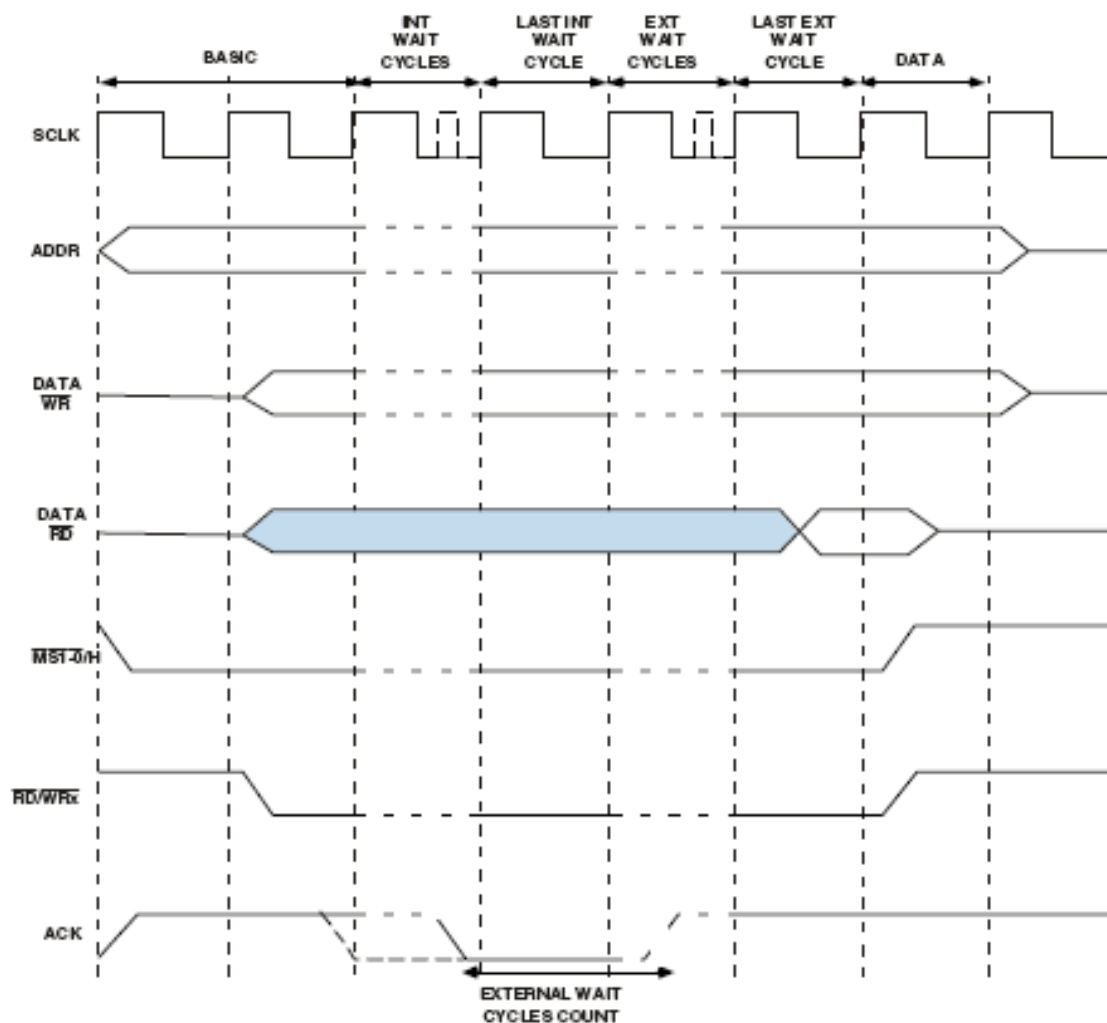 BASIC
INT
WAIT
CYCLES
LAST INT
WAIT
CYCLE
EXT
WAIT
CYCLES
LAST EXT
WAIT
CYCLE
DATA
SCLK
ADDR
DATA
WR
DATA
RD
MS1-0/H
RD/WRx
ACK
EXTERNAL WAIT
CYCLES COUNT